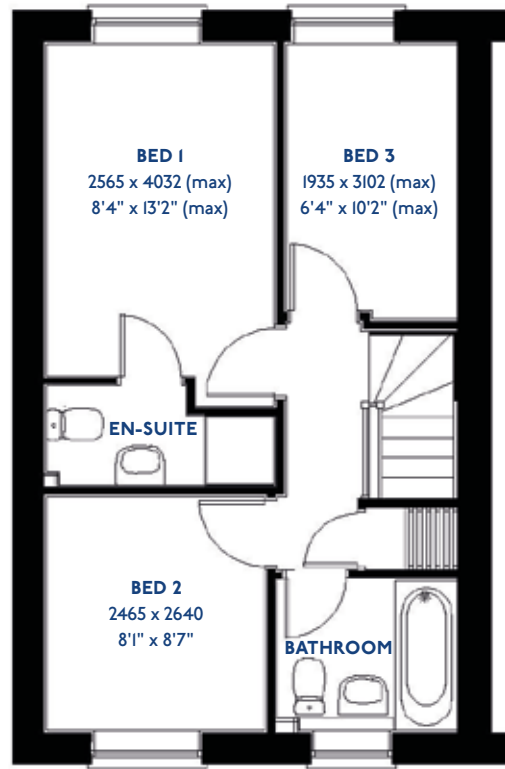 BED 1
2565 x 4032 (max)
8'4" x 13'2" (max)
BED 3
1935 x 3102 (max)
6'4" x 10'2" (max)
EN-SUITE
BED 2
2465 x 2640
8'1" x 8'7"
BATHROOM